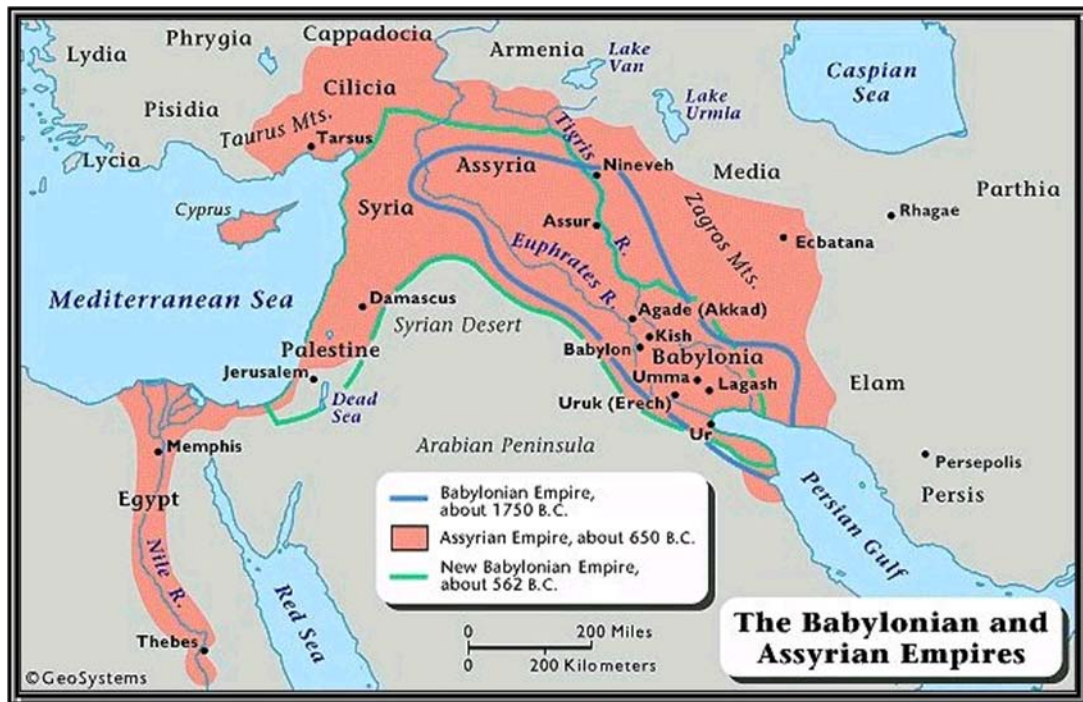 Lydia
Phrygia
Cappadocia
Armenia
Lake
Van
Caspian
Sea
Pisidia
Cilicia
Lake
Urmla
Taurus Mts.
Tarsus
Tigris
Lycia
Assyria
Nineveh
Media
Parthia
Cyprus
Syria
Assur
R.
Zagros Mts.
Rhagae
Ecbatana
Euphrates R.
Mediterranean Sea
Damascus
Syrian Desert
Agade (Akkad)
Kish
Babylon
Babylonia
Palestine
Jerusalem
Dead
Sea
Umma
Lagash
Elam
Uruk (Erech)
Ur
Memphis
Arabian Peninsula
Persepolis
Persis
Egypt
Persian Gulf
Nile R.
Red Sea
Thebes
Babylonian Empire,
about 1750 B.C.
Assyrian Empire, about 650 B.C.
New Babylonian Empire,
about 562 B.C.
0 200 Miles
0 200 Kilometers
The Babylonian and
Assyrian Empires
©GeoSystems